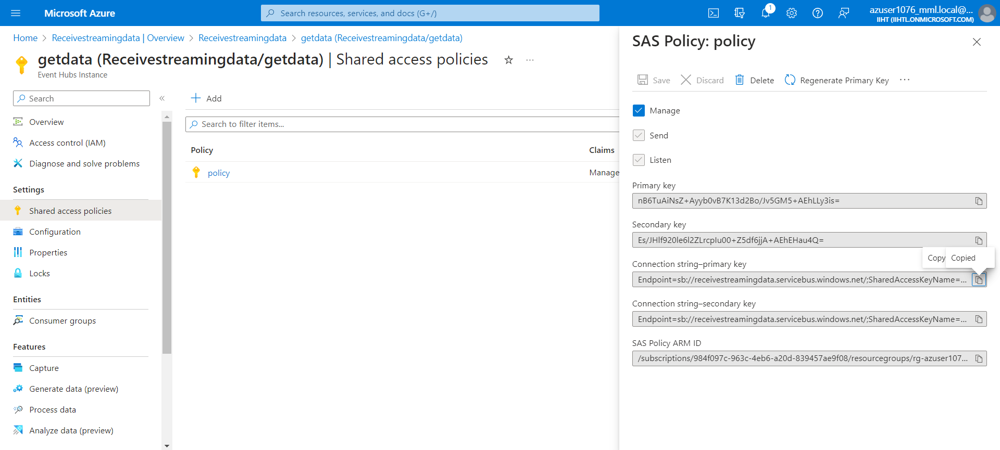 Microsoft Azure
Search resources, services, and docs (G+/)
1
azuser1076_mml.local@...
IIHT (IIHTL.ONMICROSOFT.COM)
Home > Receivestreamingdata | Overview > Receivestreamingdata > getdata (Receivestreamingdata/getdata)
getdata (Receivestreamingdata/getdata) | Shared access policies
Event Hubs Instance
Search
Overview
Access control (IAM)
Diagnose and solve problems
Settings
Shared access policies
Configuration
Properties
Locks
Entities
Consumer groups
Features
Capture
Generate data (preview)
Process data
Analyze data (preview)
Add
Search to filter items...
Policy Claims
policy Manage
SAS Policy: policy
Save Discard Delete Regenerate Primary Key
Manage
Send
Listen
Primary key
nB6TuAiNsZ+Ayyb0vB7K13d2Bo/Jv5GM5+AEhLLy3is=
Secondary key
Es/JHlf920le6l2ZLrcpIu00+Z5df6jjA+AEhEHau4Q=
Copy Copied
Connection string–primary key
Endpoint=sb://receivestreamingdata.servicebus.windows.net/;SharedAccessKeyName=...
Connection string–secondary key
Endpoint=sb://receivestreamingdata.servicebus.windows.net/;SharedAccessKeyName=...
SAS Policy ARM ID
/subscriptions/984f097c-963c-4eb6-a20d-839457ae9f08/resourcegroups/rg-azuser107...